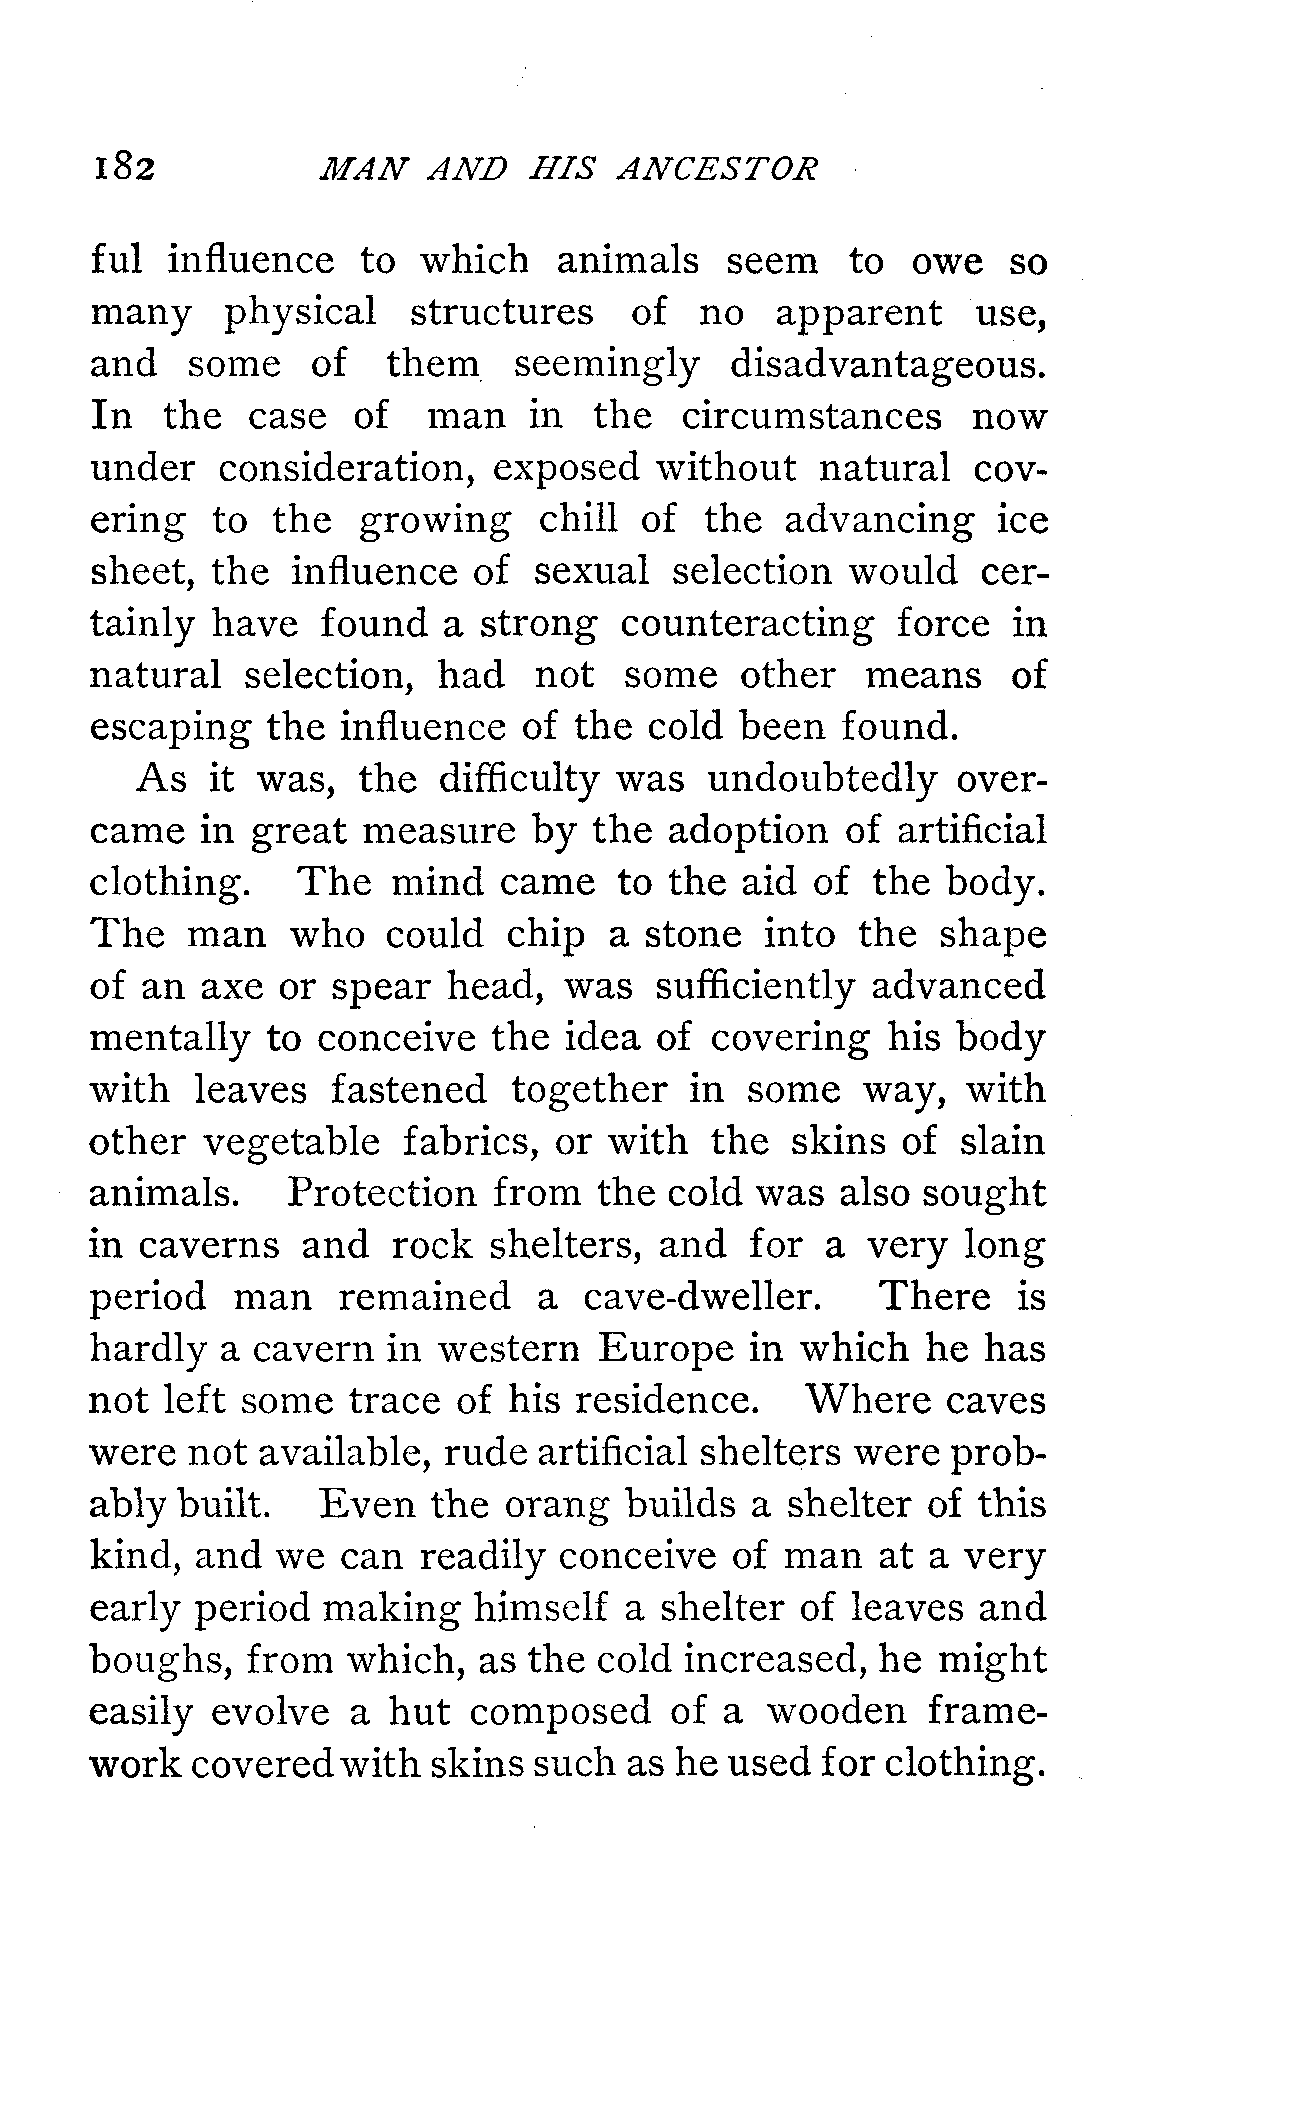 182 MAN AND HIS ANCESTOR
ful influence to which animals seem to owe so
many physical structures of no apparent use,
and some of them seemingly disadvantageous.
In the case of man in the circumstances now
under consideration, exposed without natural cov-
ering to the growing chill of the advancing ice
sheet, the influence of sexual selection would cer-
tainly have found a strong counteracting force in
natural selection, had not some other means of
escaping the influence of the cold been found.
As it was, the difficulty was undoubtedly over-
came in great measure by the adoption of artificial
clothing. The mind came to the aid of the body.
The man who could chip a stone into the shape
of an axe or spear head, was sufficiently advanced
mentally to conceive the idea of covering his body
with leaves fastened together in some way, with
other vegetable fabrics, or with the skins of slain
animals. Protection from the cold was also sought
in caverns and rock shelters, and for a very long
period man remained a cave-dweller. There is
hardly a cavern in western Europe in which he has
not left some trace of his residence. Where caves
were not available, rude artificial shelters were prob-
ably built. Even the orang builds a shelter of this
kind, and we can readily conceive of man at a very
early period making himself a shelter of leaves and
boughs, from which, as the cold increased, he might
easily evolve a hut composed of a wooden frame-
work covered with skins such as he used for clothing.